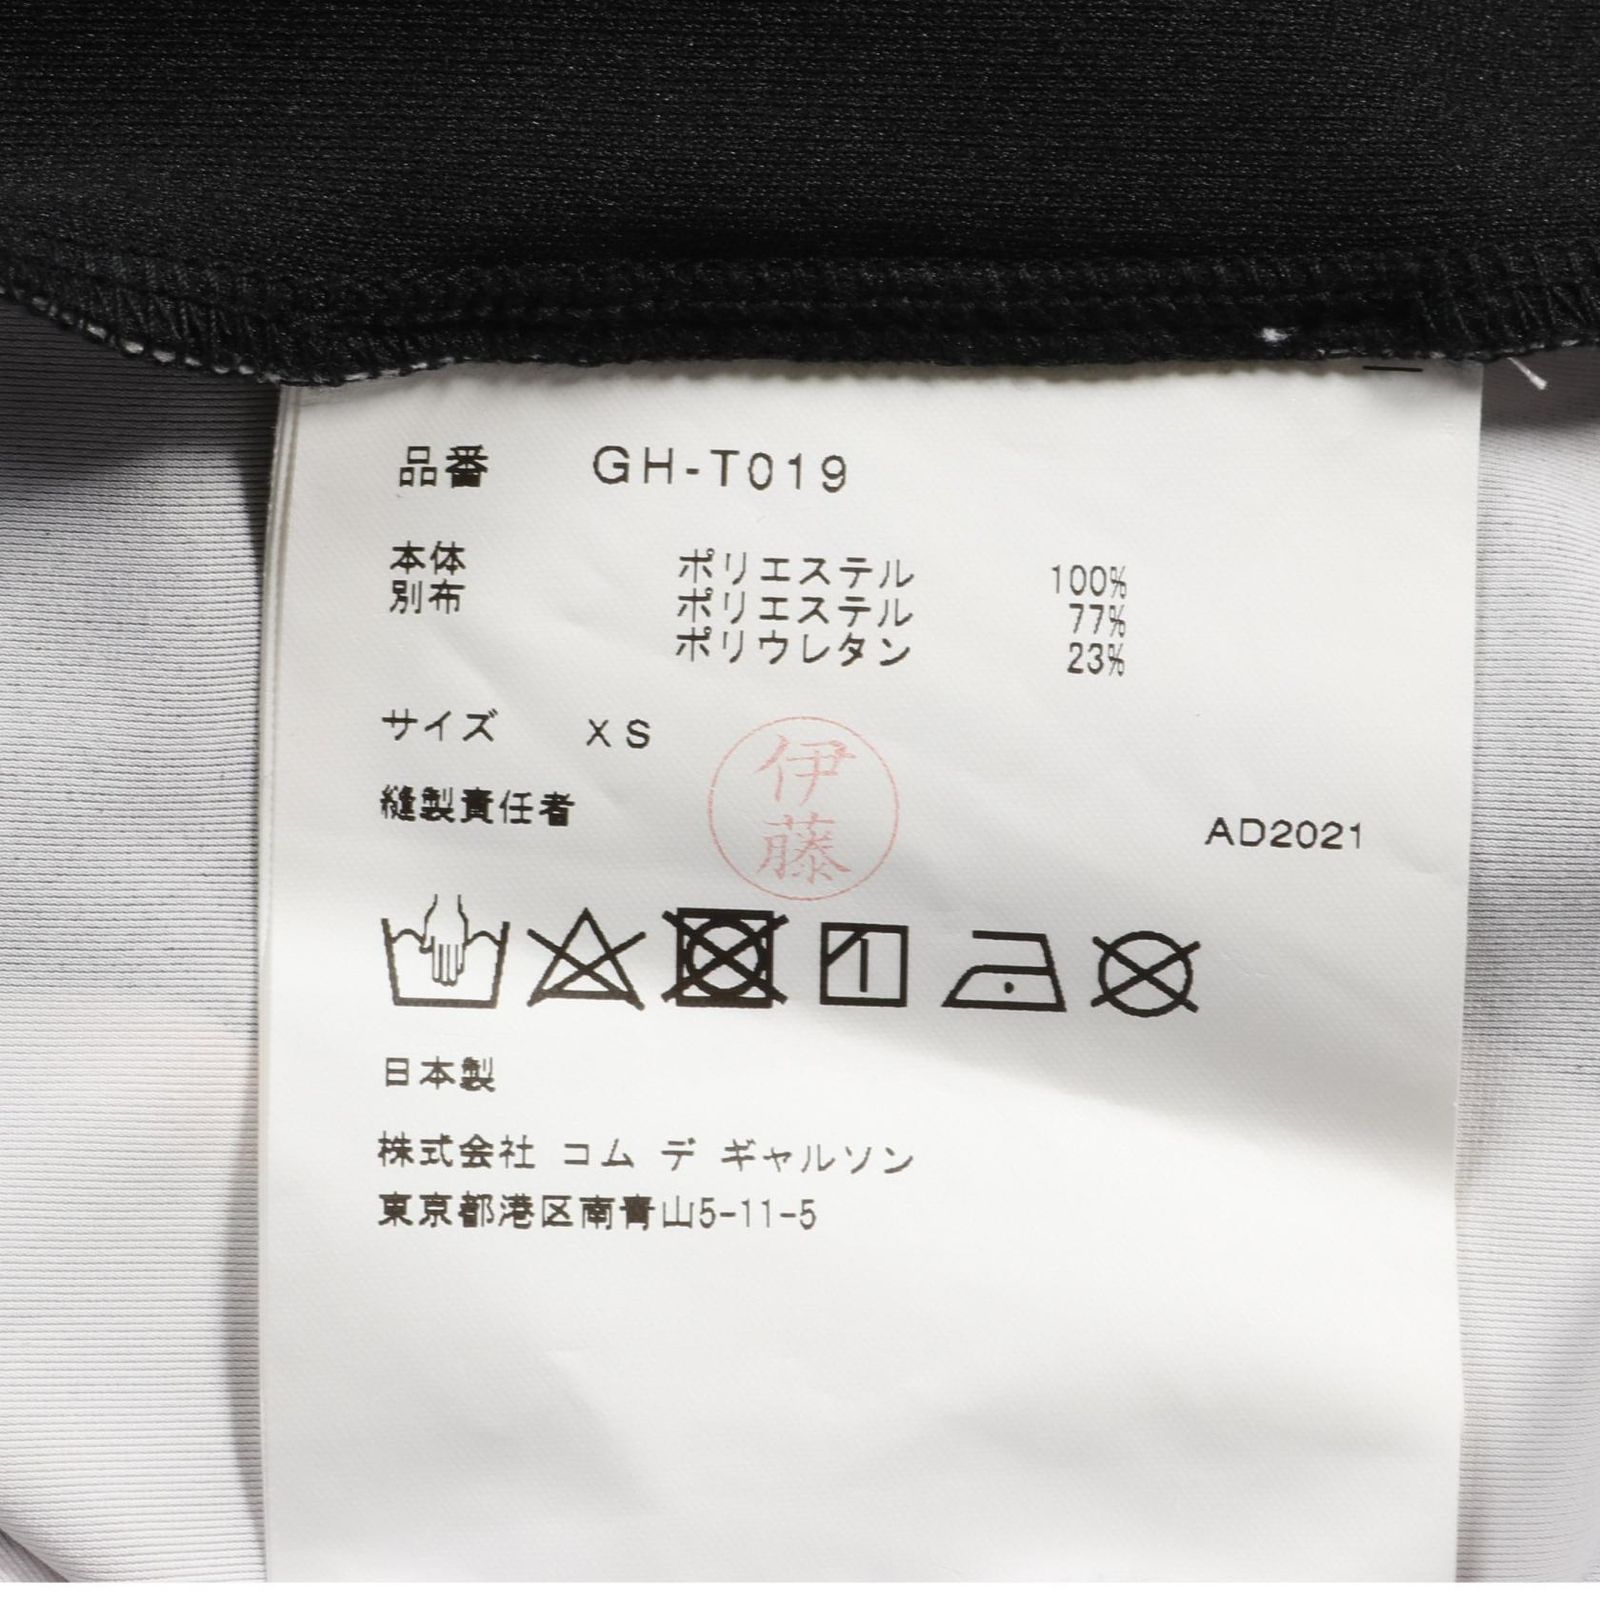 品番 GH-T019
本体 ポリエステル 100%
別布 ポリエステル 77%
ポリウレタン 23%
サイズ XS
伊藤
縫製責任者 AD2021
1
日本製
株式会社 コム デ ギャルソン
東京都港区南青山5-11-5